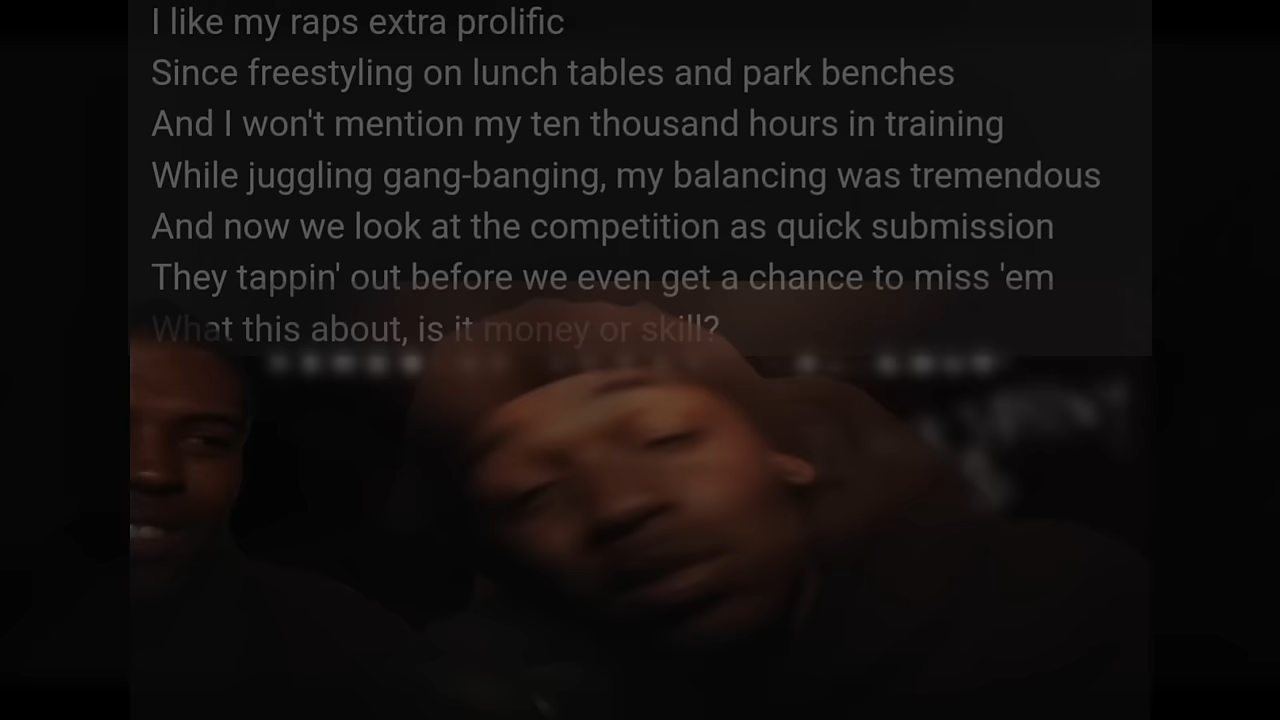 I like my raps extra prolific
Since freestyling on lunch tables and park benches
And I won't mention my ten thousand hours in training
While juggling gang-banging, my balancing was tremendous
And now we look at the competition as quick submission
They tappin' out before we even get a chance to miss 'em
What this about, is it money or skill?